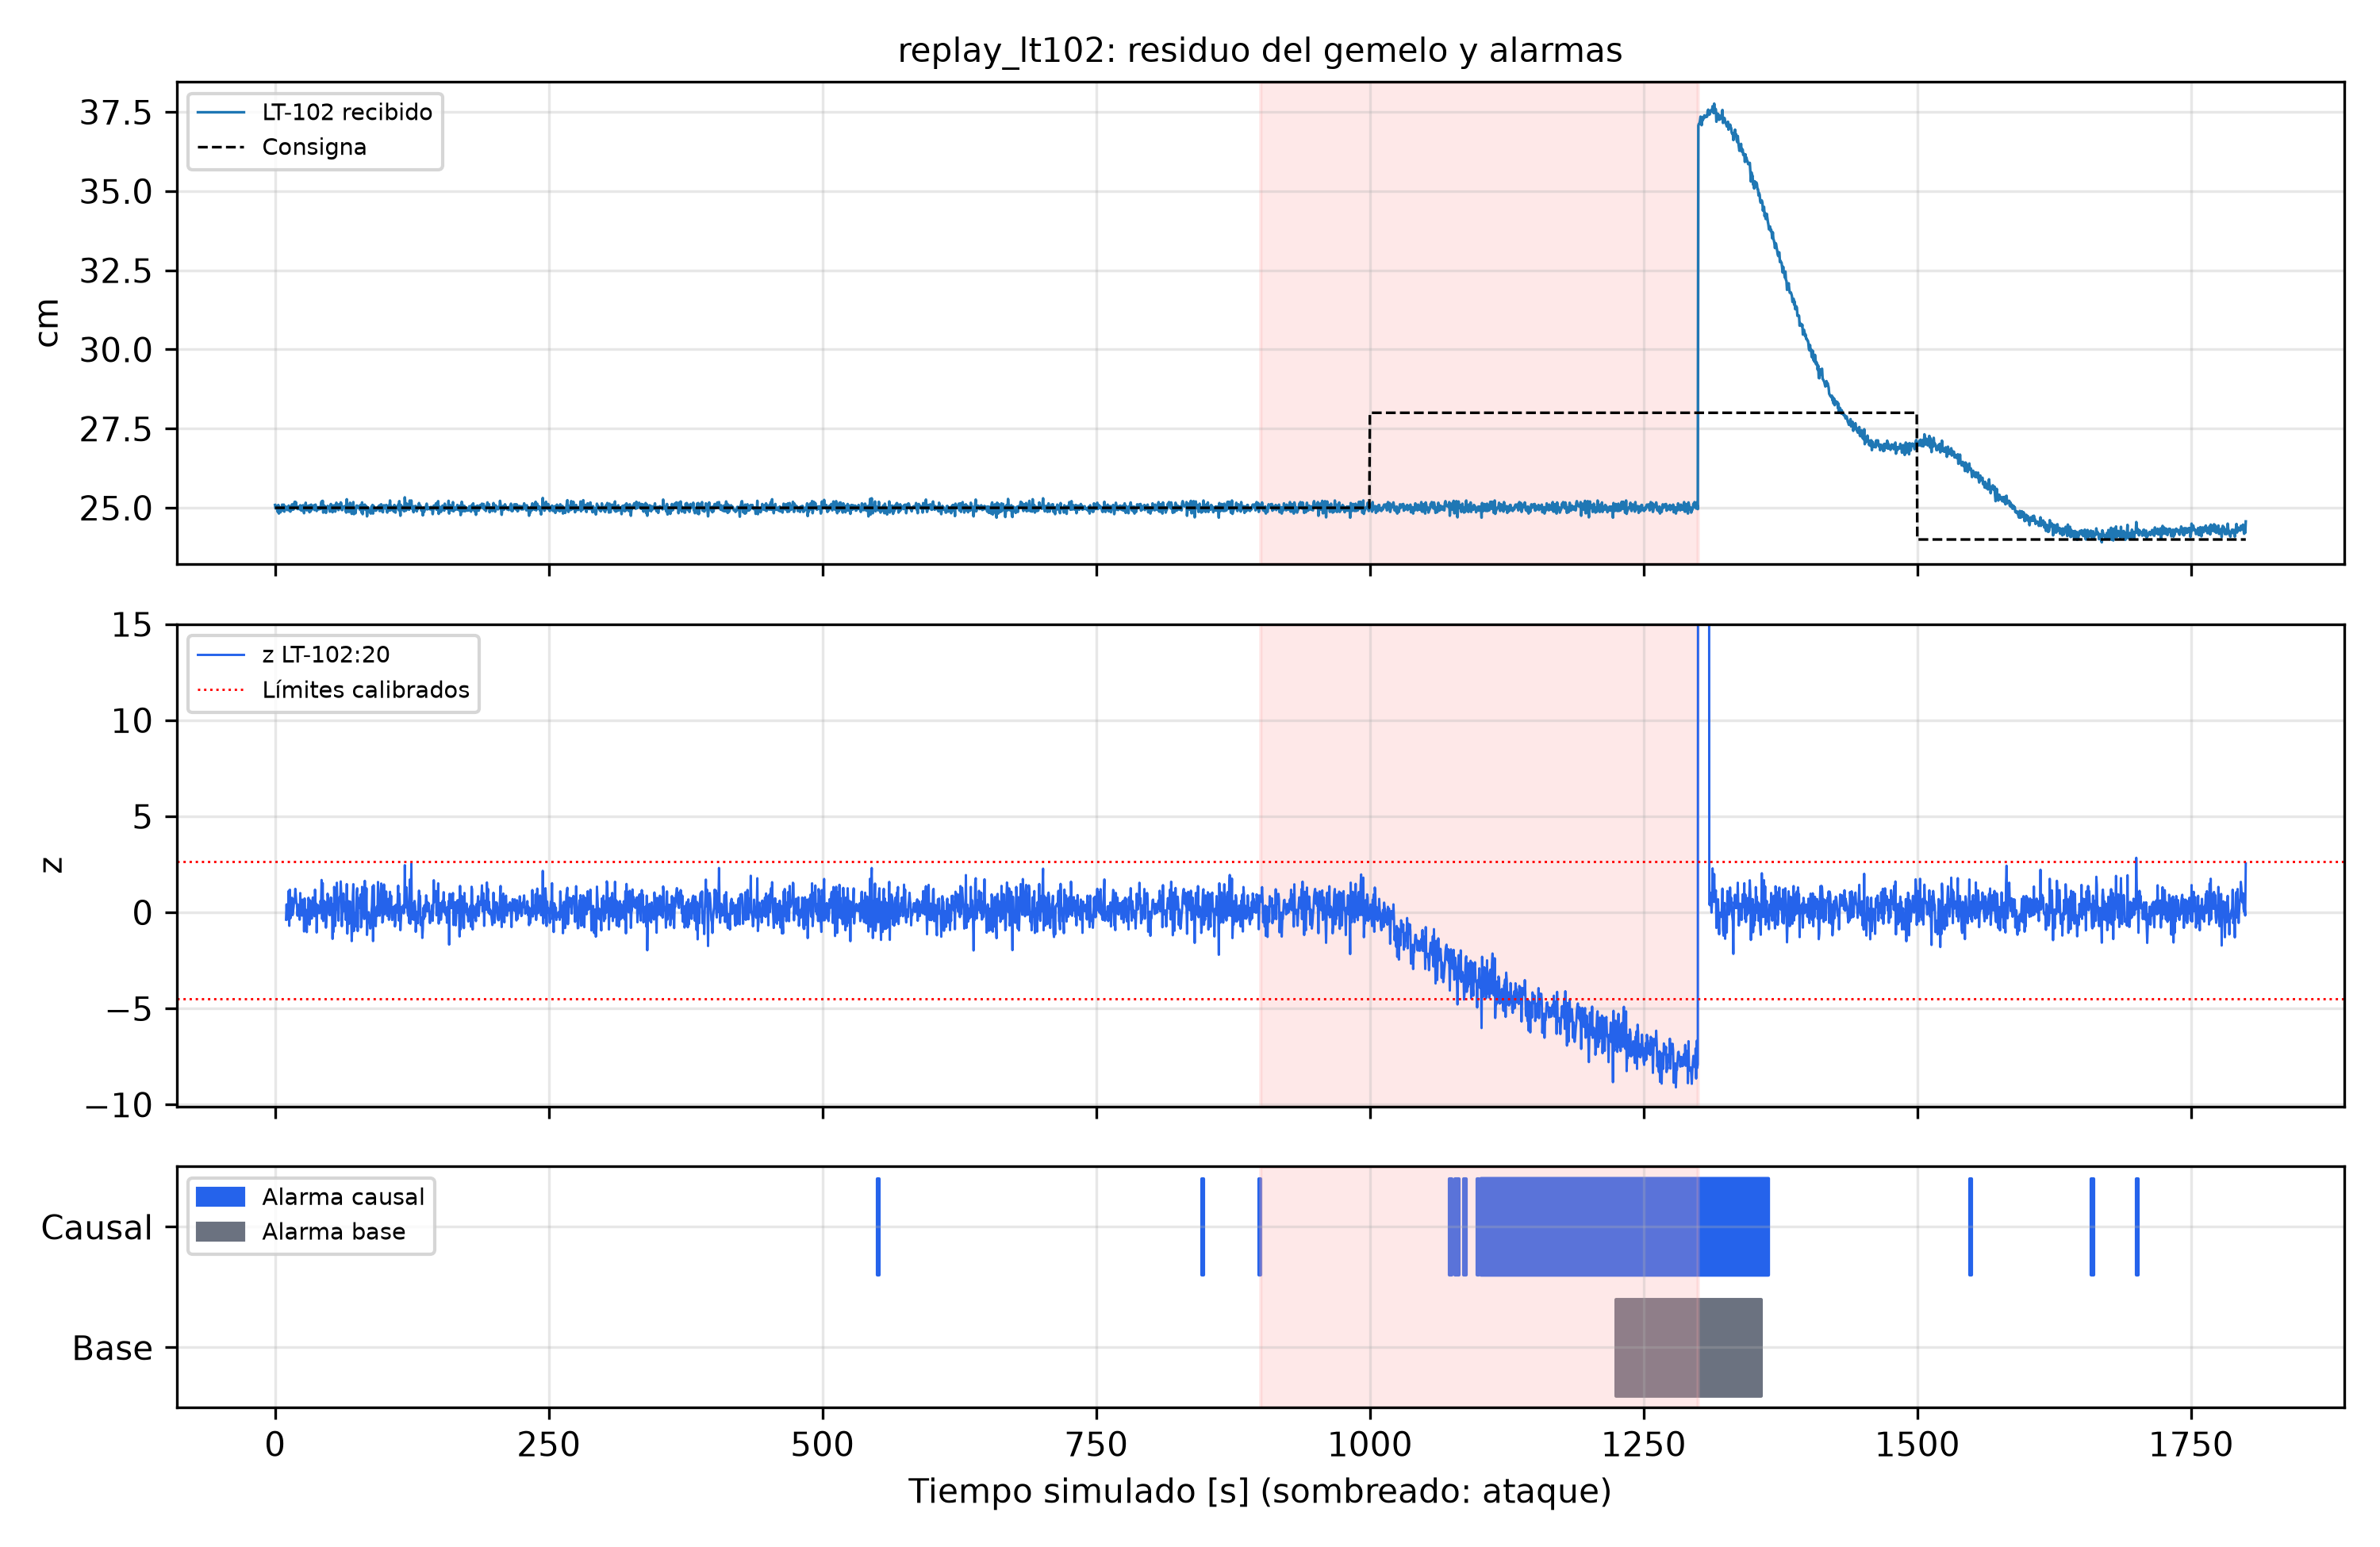 replay_lt102: residuo del gemelo y alarmas
37.5
35.0
32.5
30.0
27.5
25.0
cm
LT-102 recibido
Consigna
15
10
5
0
−5
−10
z
z LT-102:20
Límites calibrados
Causal
Base
Alarma causal
Alarma base
0 250 500 750 1000 1250 1500 1750
Tiempo simulado [s] (sombreado: ataque)